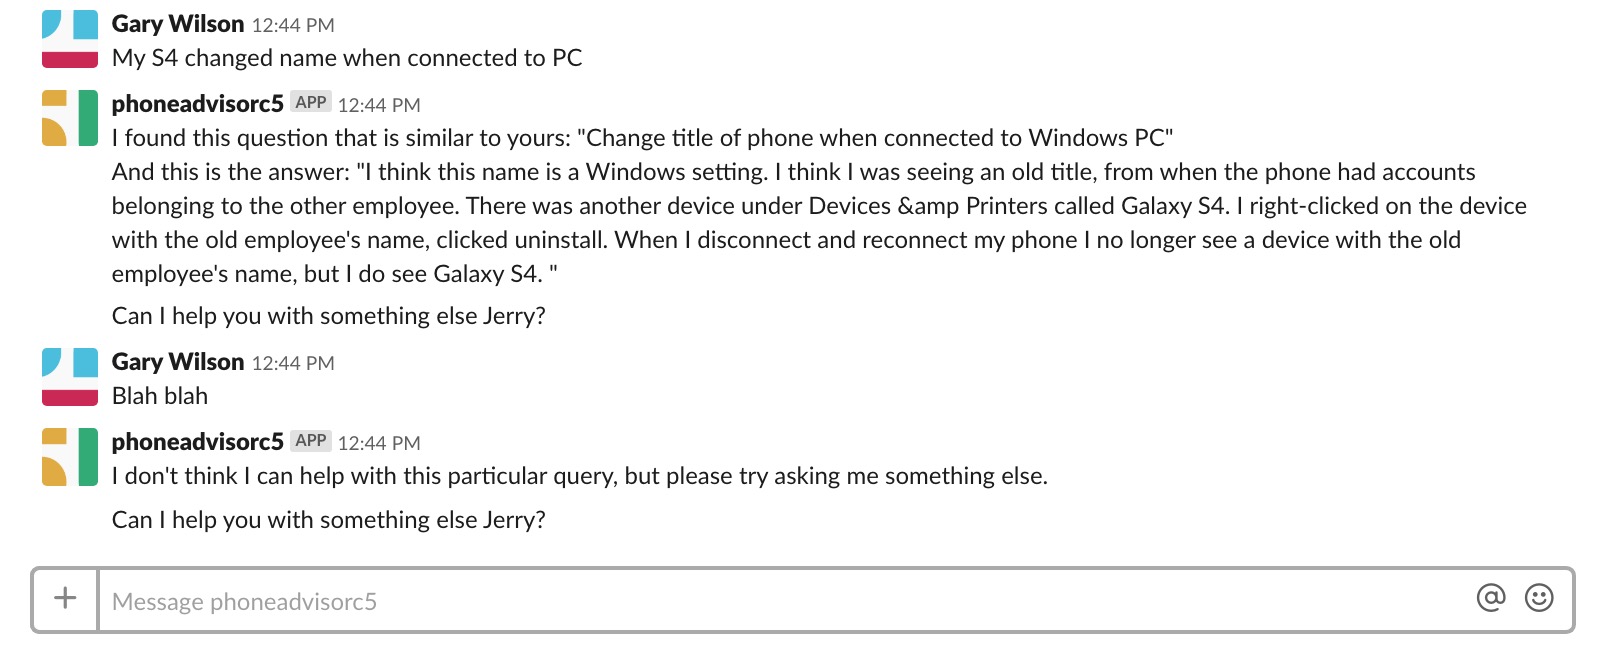 Gary Wilson 12:44 PM
My S4 changed name when connected to PC
phoneadvisorc5 APP 12:44 PM
I found this question that is similar to yours: "Change title of phone when connected to Windows PC"
And this is the answer: "I think this name is a Windows setting. I think I was seeing an old title, from when the phone had accounts
belonging to the other employee. There was another device under Devices &amp Printers called Galaxy S4. I right-clicked on the device
with the old employee's name, clicked uninstall. When I disconnect and reconnect my phone I no longer see a device with the old
employee's name, but I do see Galaxy S4. "
Can I help you with something else Jerry?
Gary Wilson 12:44 PM
Blah blah
phoneadvisorc5 APP 12:44 PM
I don't think I can help with this particular query, but please try asking me something else.
Can I help you with something else Jerry?
Message phoneadvisorc5